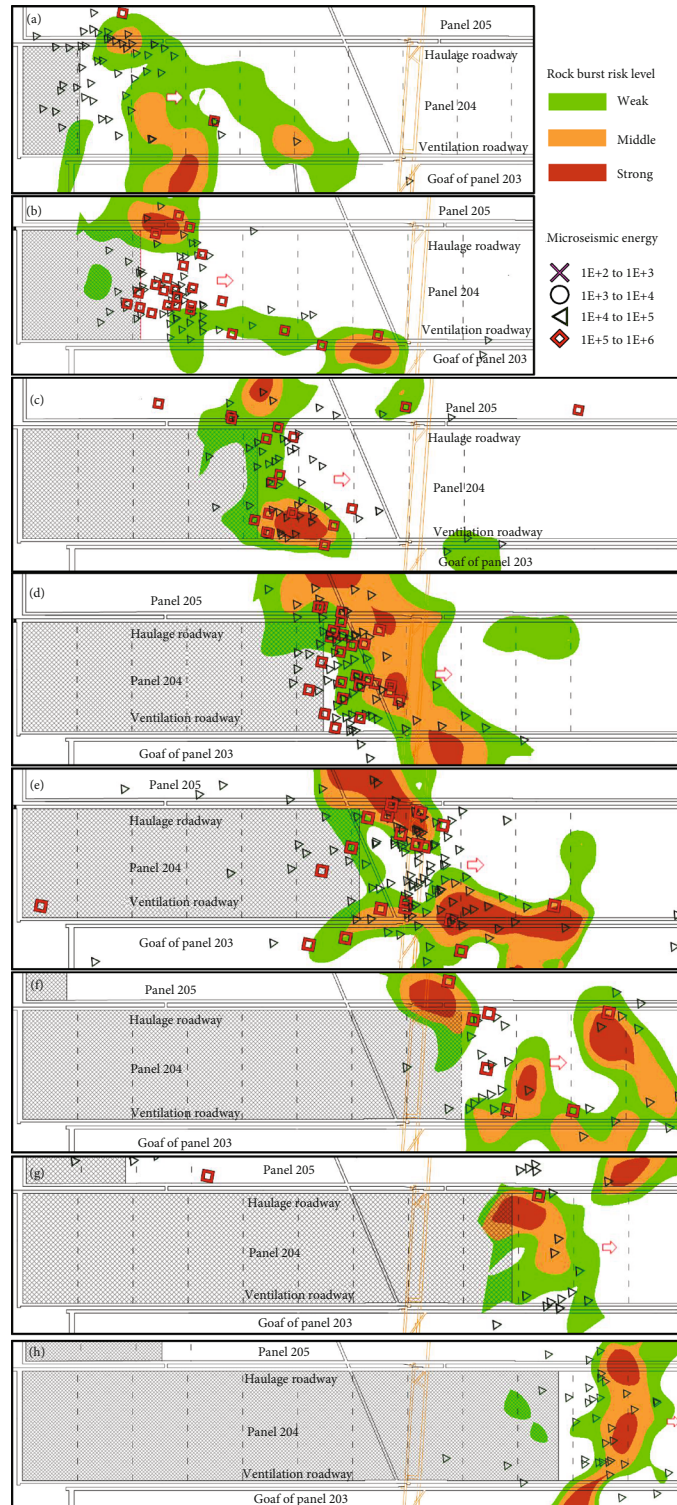 (a)
Panel 205
Haulage roadway
Panel 204
Ventilation roadway
Goaf of panel 203
Rock burst risk level
Weak
Middle
Strong
(b)
Panel 205
Haulage roadway
Panel 204
Ventilation roadway
Goaf of panel 203
Microseismic energy
1E+2 to 1E+3
1E+3 to 1E+4
1E+4 to 1E+5
1E+5 to 1E+6
(c)
Panel 205
Haulage roadway
Panel 204
Ventilation roadway
Goaf of panel 203
(d)
Panel 205
Haulage roadway
Panel 204
Ventilation roadway
Goaf of panel 203
(e)
Panel 205
Haulage roadway
Panel 204
Ventilation roadway
Goaf of panel 203
(f)
Panel 205
Haulage roadway
Panel 204
Ventilation roadway
Goaf of panel 203
(g)
Panel 205
Haulage roadway
Panel 204
Ventilation roadway
Goaf of panel 203
(h)
Panel 205
Haulage roadway
Panel 204
Ventilation roadway
Goaf of panel 203